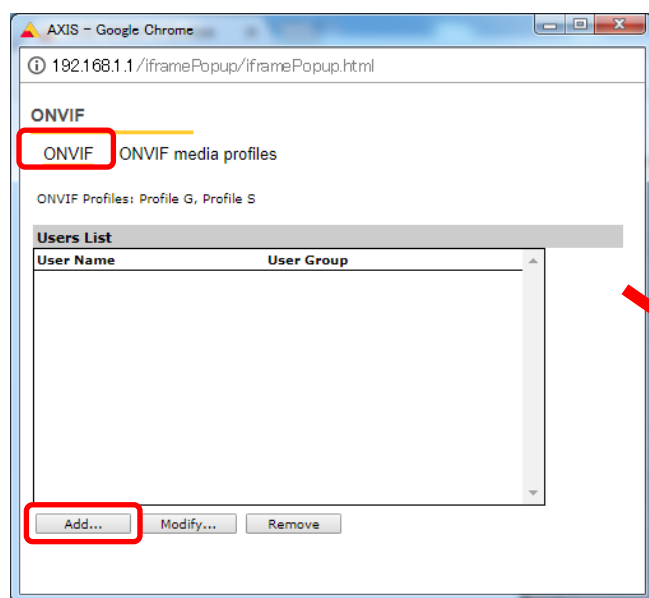 AXIS - Google Chrome
192.168.1.1/iframePopup/iframePopup.html
ONVIF
ONVIF ONVIF media profiles
ONVIF Profiles: Profile G, Profile S
Users List
User Name User Group
Add... Modify... Remove